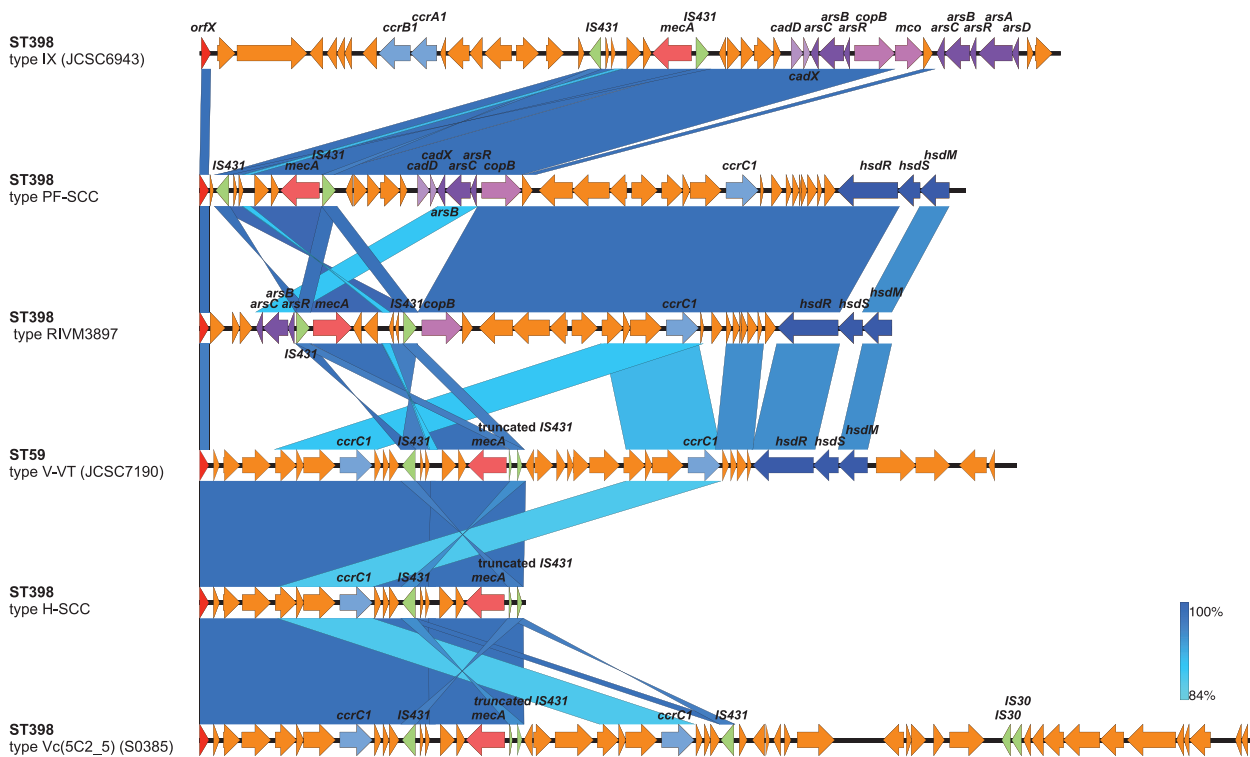 ccrA1
arsB
arsB arsA
ST398
orfX
ccrB1
IS431
IS431
mecA
cadD arsC
arsR
copB
mco
arsC
arsR
arsD
type IX (JCSC6943)
cadX
IS431
cadX arsR
hsdM
ST398
IS431
mecA
cadD
arsC
copB
ccrC1
hsdR
hsdS
type PF-SCC
arsB
arsB
hsdM
ST398
arsC arsR mecA
IS431 copB
ccrC1
hsdR
hsdS
type RIVM3897
IS431
truncated IS431
hsdM
ST59
ccrC1
IS431
mecA
ccrC1
hsdR
hsdS
type V-VT (JCSC7190)
truncated IS431
ST398
ccrC1
IS431
mecA
type H-SCC
100%
84%
truncated IS431
IS30
ST398
ccrC1
IS431
mecA
ccrC1
IS431
IS30
type Vc(5C2_5) (S0385)